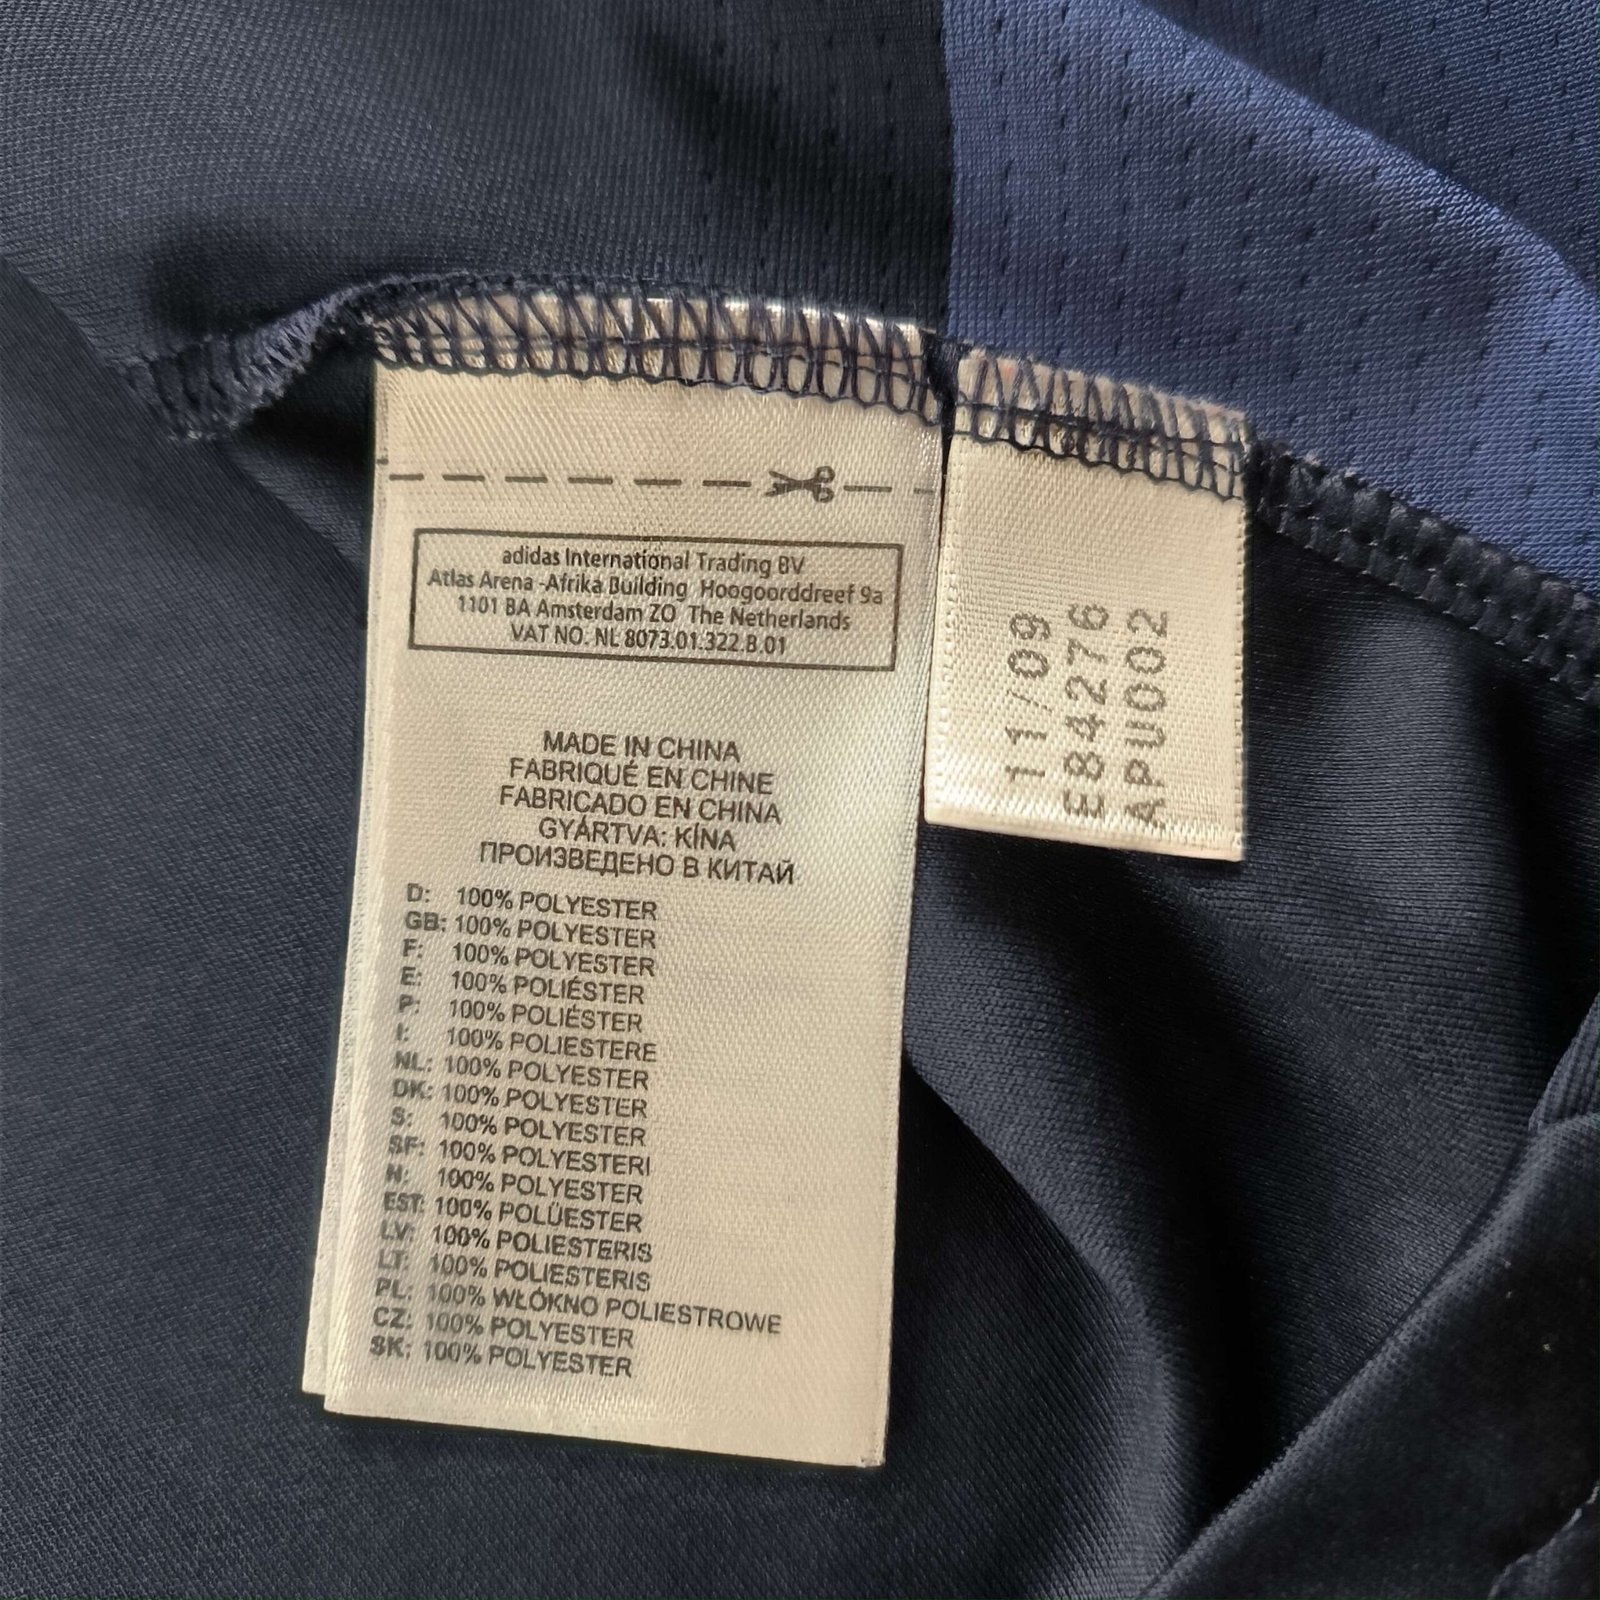 adidas International Trading BV
Atlas Arena -Afrika Building Hoogoorddreef 9a
1101 BA Amsterdam ZO The Netherlands
VAT NO. NL 8073.01.322.B.01
MADE IN CHINA
FABRIQUÉ EN CHINE
FABRICADO EN CHINA
GYÁRTVA: KÍNA
ПРОИЗВЕДЕНО В КИТАЙ
D: 100% POLYESTER
GB: 100% POLYESTER
F: 100% POLYESTER
E: 100% POLIÉSTER
P: 100% POLIÉSTER
I: 100% POLIESTERE
NL: 100% POLYESTER
DK: 100% POLYESTER
S: 100% POLYESTER
SF: 100% POLYESTERI
N: 100% POLYESTER
EST: 100% POLÜESTER
LV: 100% POLIESTERIS
LT: 100% POLIESTERIS
PL: 100% WŁÓKNO POLIESTROWE
CZ: 100% POLYESTER
SK: 100% POLYESTER
11/09
E84276
APU002